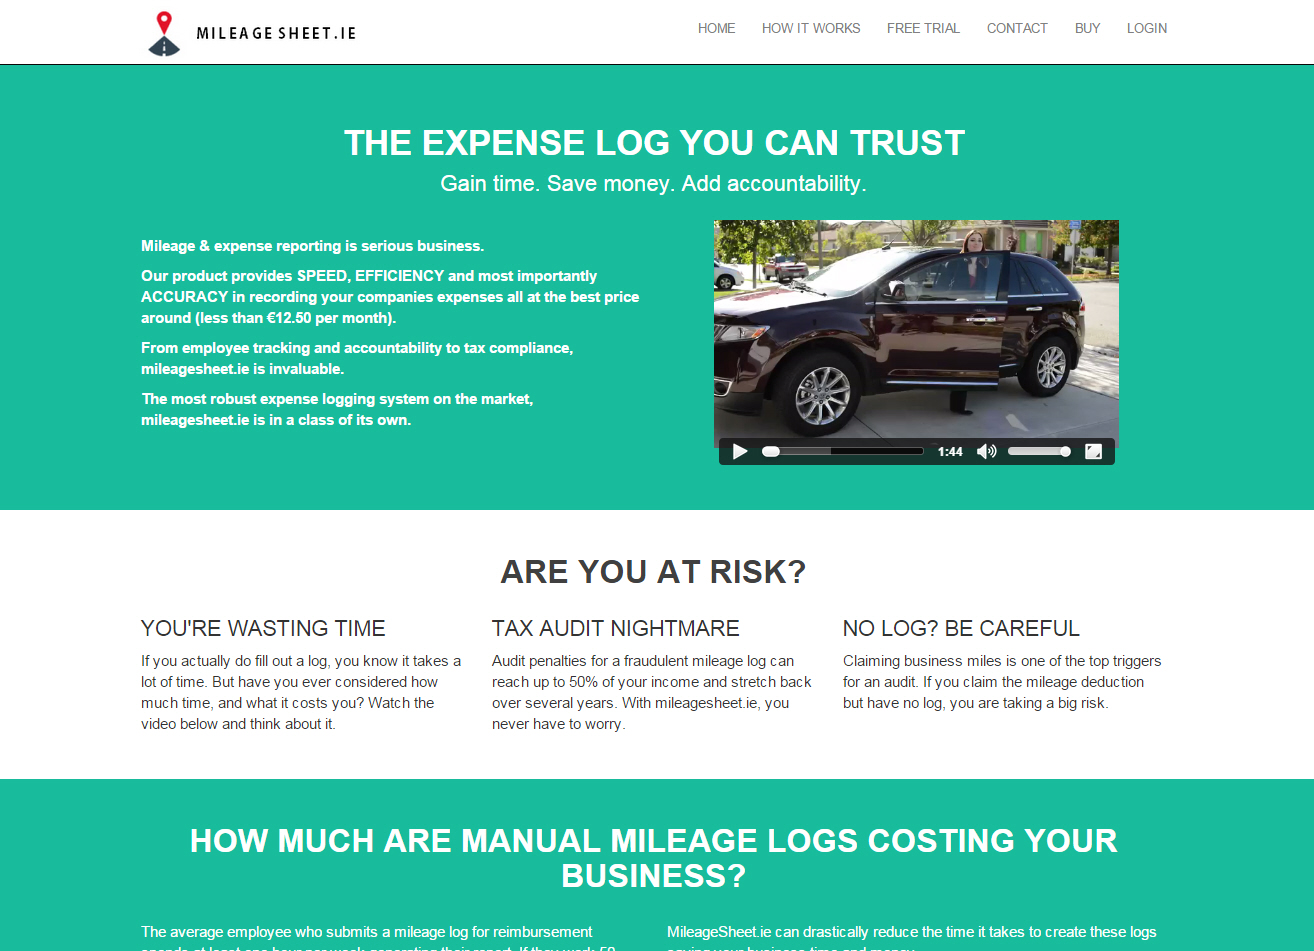 MILEAGE SHEET.IE
HOME HOW IT WORKS FREE TRIAL CONTACT BUY LOGIN
THE EXPENSE LOG YOU CAN TRUST
Gain time. Save money. Add accountability.
Mileage & expense reporting is serious business.
Our product provides SPEED, EFFICIENCY and most importantly
ACCURACY in recording your companies expenses all at the best price
around (less than €12.50 per month).
From employee tracking and accountability to tax compliance,
mileagesheet.ie is invaluable.
The most robust expense logging system on the market,
mileagesheet.ie is in a class of its own.
1:44
ARE YOU AT RISK?
YOU'RE WASTING TIME
If you actually do fill out a log, you know it takes a
lot of time. But have you ever considered how
much time, and what it costs you? Watch the
video below and think about it.
TAX AUDIT NIGHTMARE
Audit penalties for a fraudulent mileage log can
reach up to 50% of your income and stretch back
over several years. With mileagesheet.ie, you
never have to worry.
NO LOG? BE CAREFUL
Claiming business miles is one of the top triggers
for an audit. If you claim the mileage deduction
but have no log, you are taking a big risk.
HOW MUCH ARE MANUAL MILEAGE LOGS COSTING YOUR
BUSINESS?
The average employee who submits a mileage log for reimbursement
MileageSheet.ie can drastically reduce the time it takes to create these logs